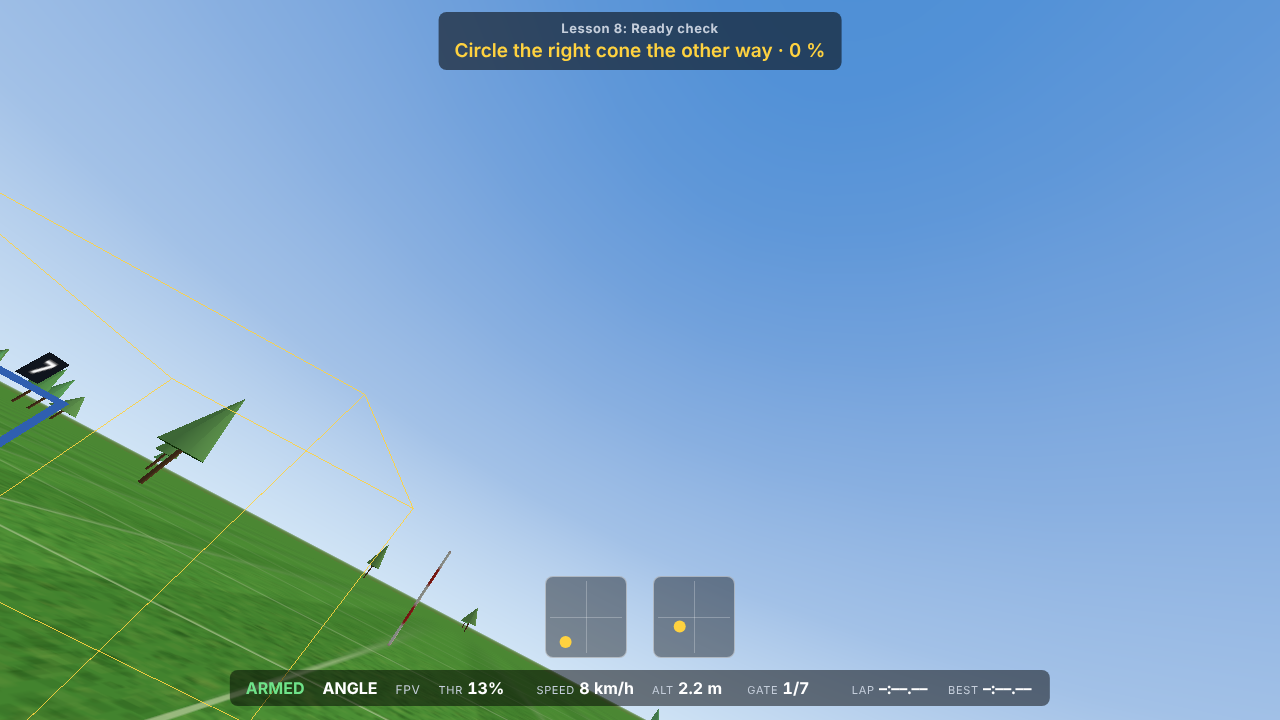 Lesson 8: Ready check
Circle the right cone the other way · 0 %
7
ARMED ANGLE FPV THR 13% SPEED 8 km/h ALT 2.2 m GATE 1/7 LAP –:––.–– BEST –:––.––